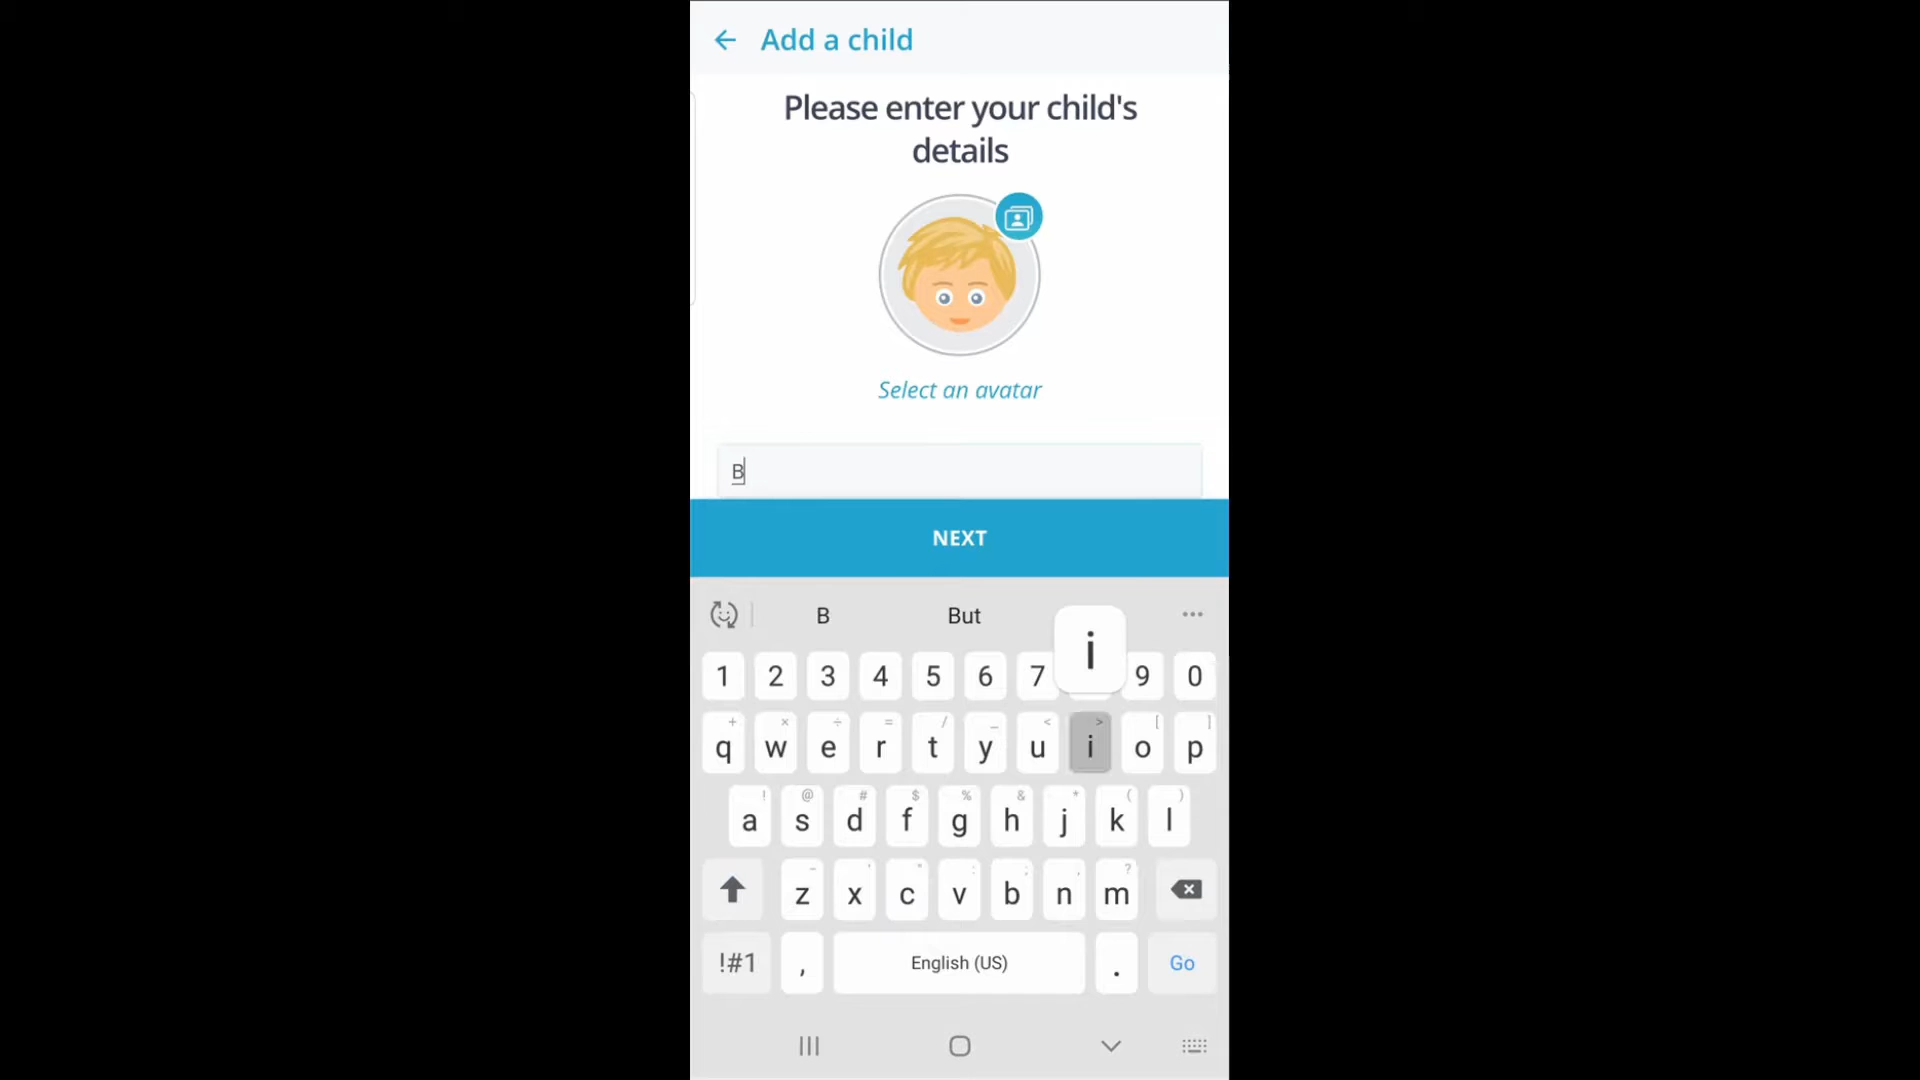 Add a child
Please enter your child's
details
Select an avatar
B
NEXT
B But
i
1 2 3 4 5 6 7 9 0
+ × ÷ = / _ < > [ ]
q w e r t y u i o p
! @ # $ % & * ( )
a s d f g h j k l
- ' " : ; , ?
z x c v b n m
!#1 , English (US) . Go